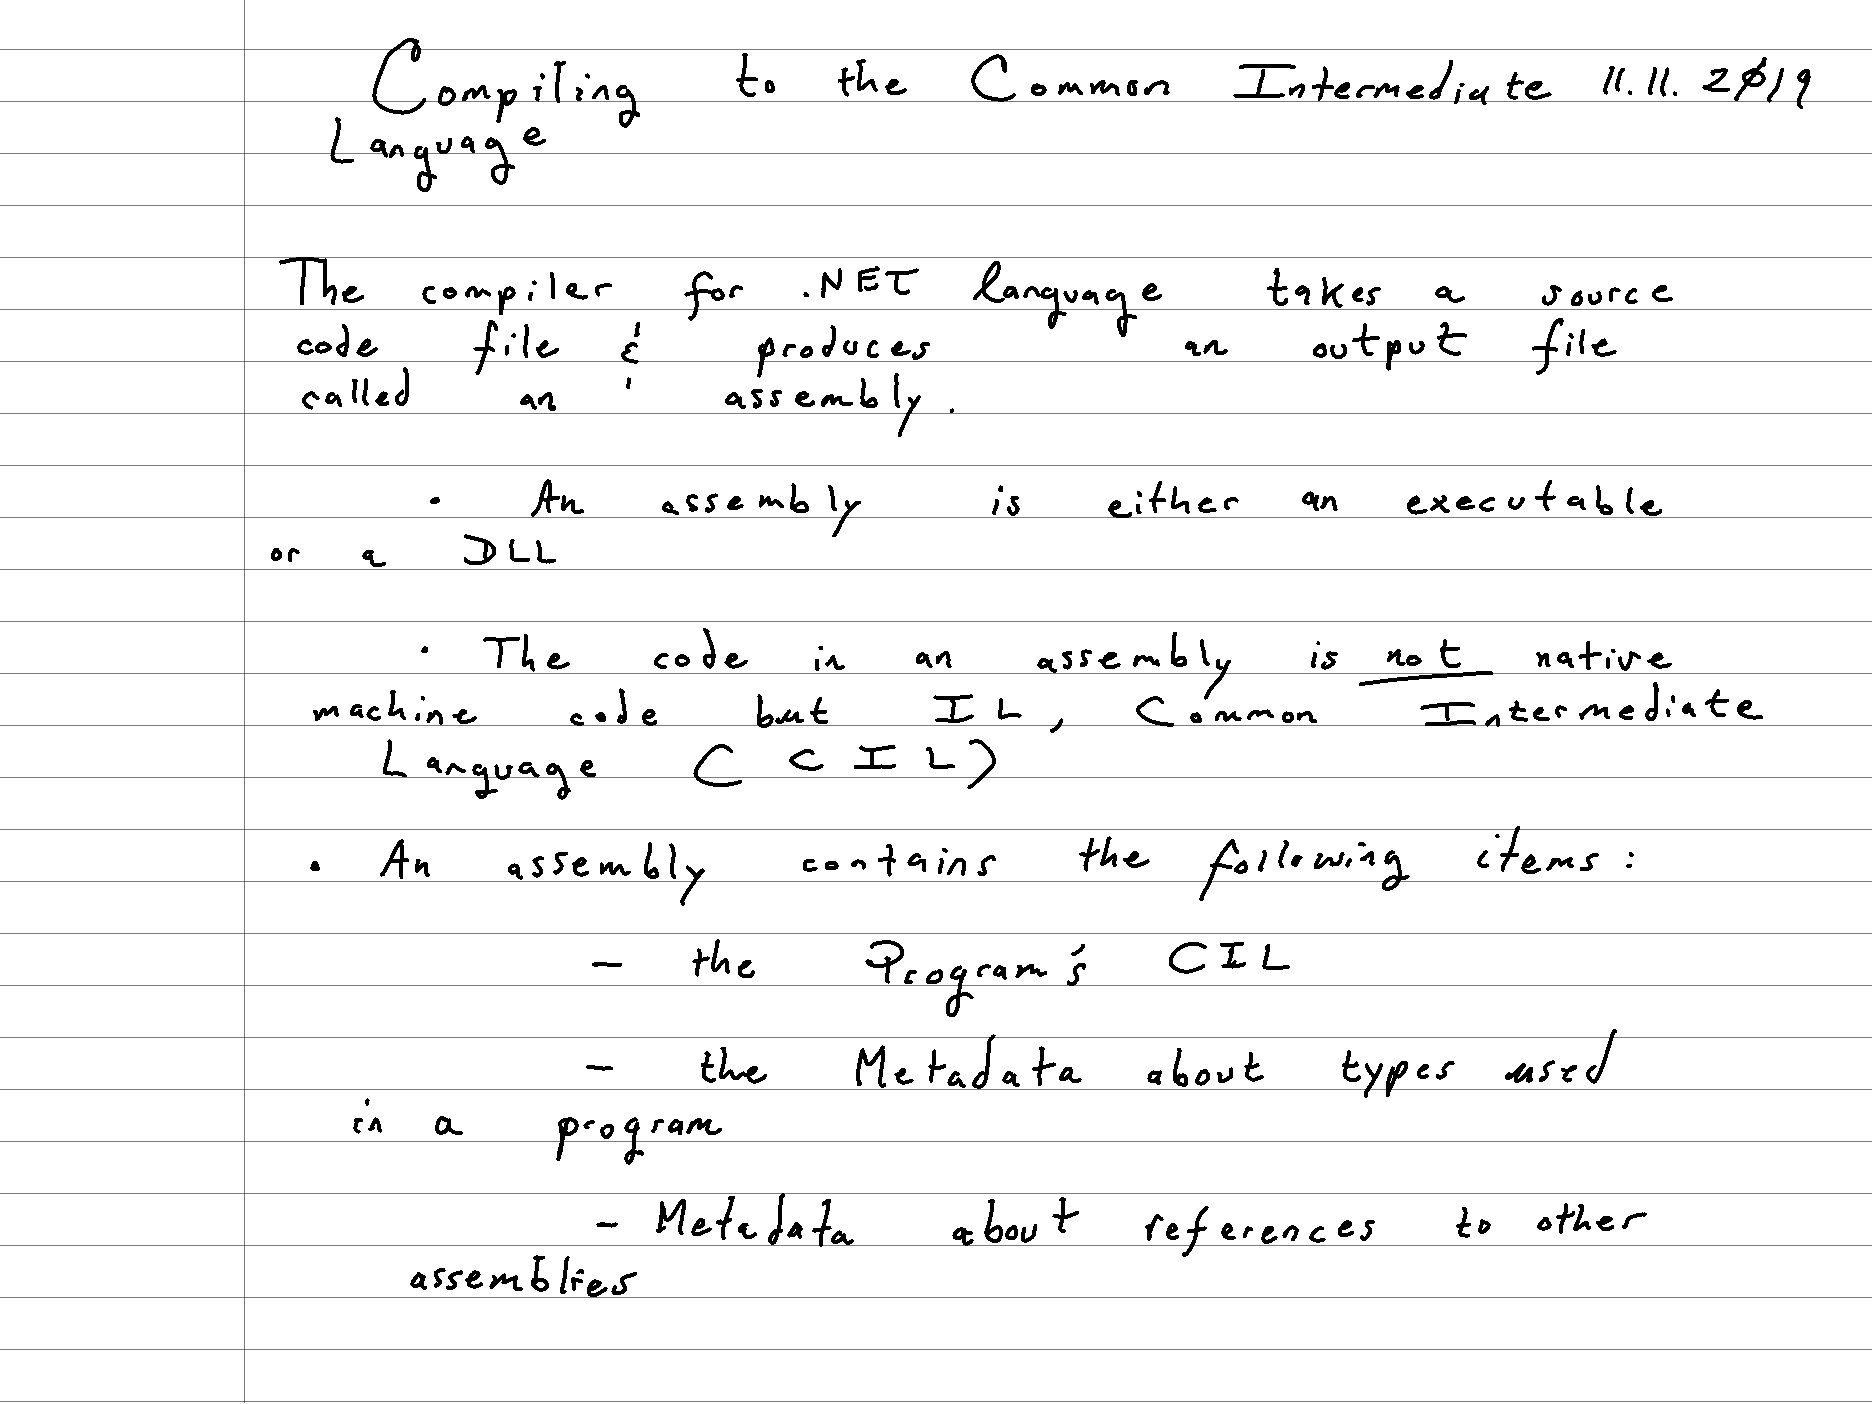 Compiling to the Common Intermediate 11.11.2019
Language
The compiler for .NET language takes a source
code file & produces an output file
called an assembly.
• An assembly is either an executable
or a DLL
• The code in an assembly is not native
machine code but IL, Common Intermediate
Language (CIL)
• An assembly contains the following items:
- the Program's CIL
- the Metadata about types used
in a program
- Metadata about references to other
assemblies